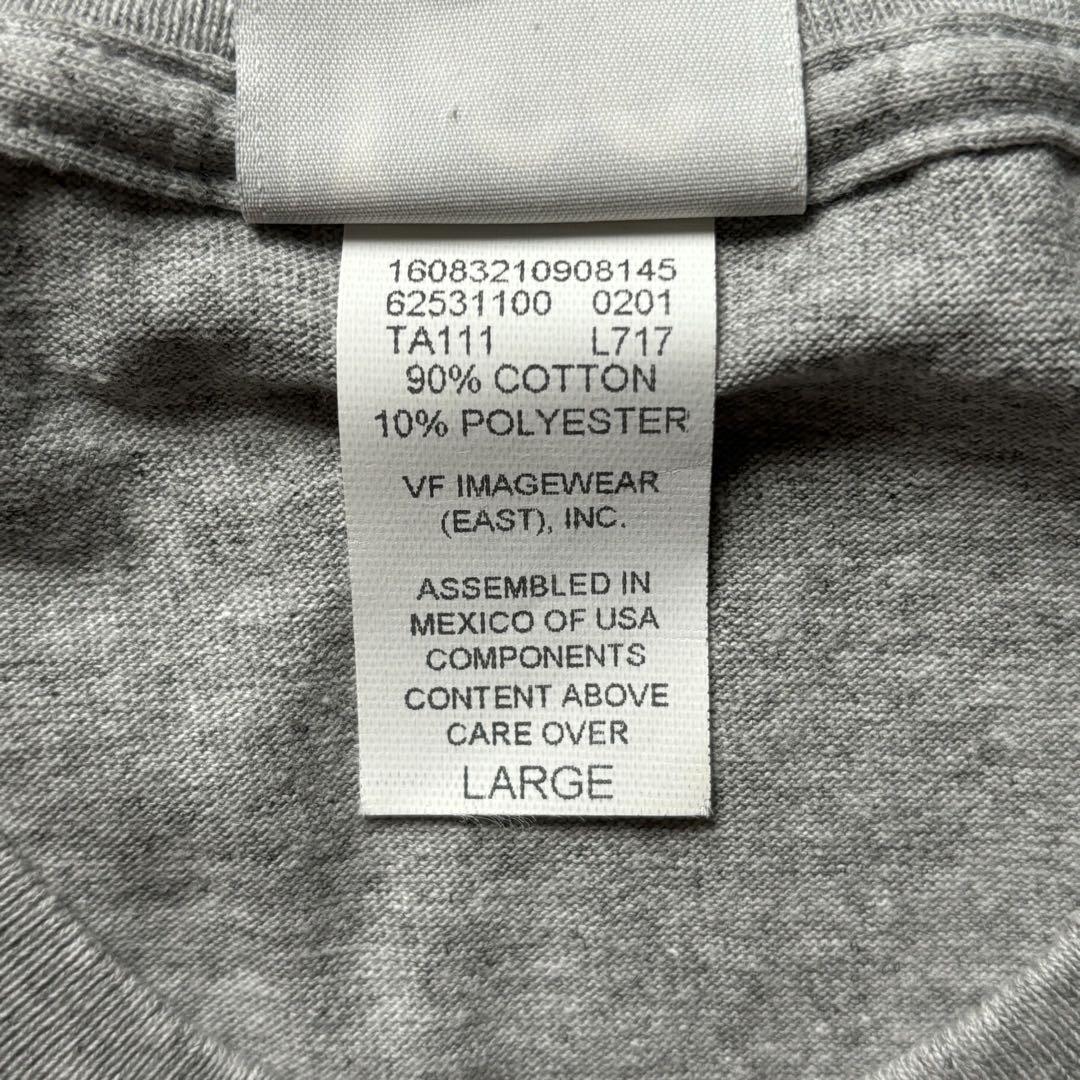 16083210908145
62531100 0201
TA111 L717
90% COTTON
10% POLYESTER
VF IMAGEWEAR
(EAST), INC.
ASSEMBLED IN
MEXICO OF USA
COMPONENTS
CONTENT ABOVE
CARE OVER
LARGE